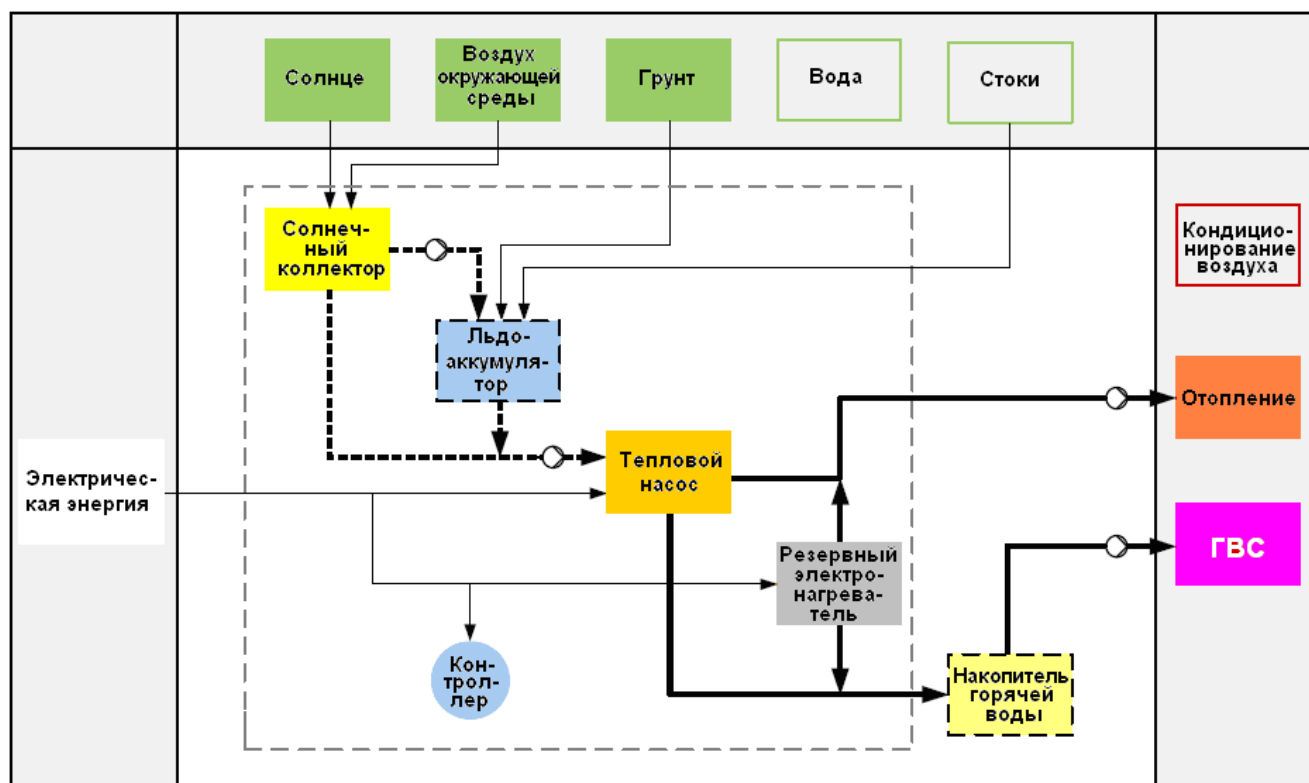 Солнце
Воздух
окружающей
среды
Грунт
Вода
Стоки
Солнеч-
ный
коллектор
Кондицио-
нирование
воздуха
Льдо-
аккумуля-
тор
Отопление
Электричес-
кая энергия
Тепловой
насос
ГВС
Резервный
электро-
нагрева-
тель
Кон-
трол-
лер
Накопитель
горячей
воды